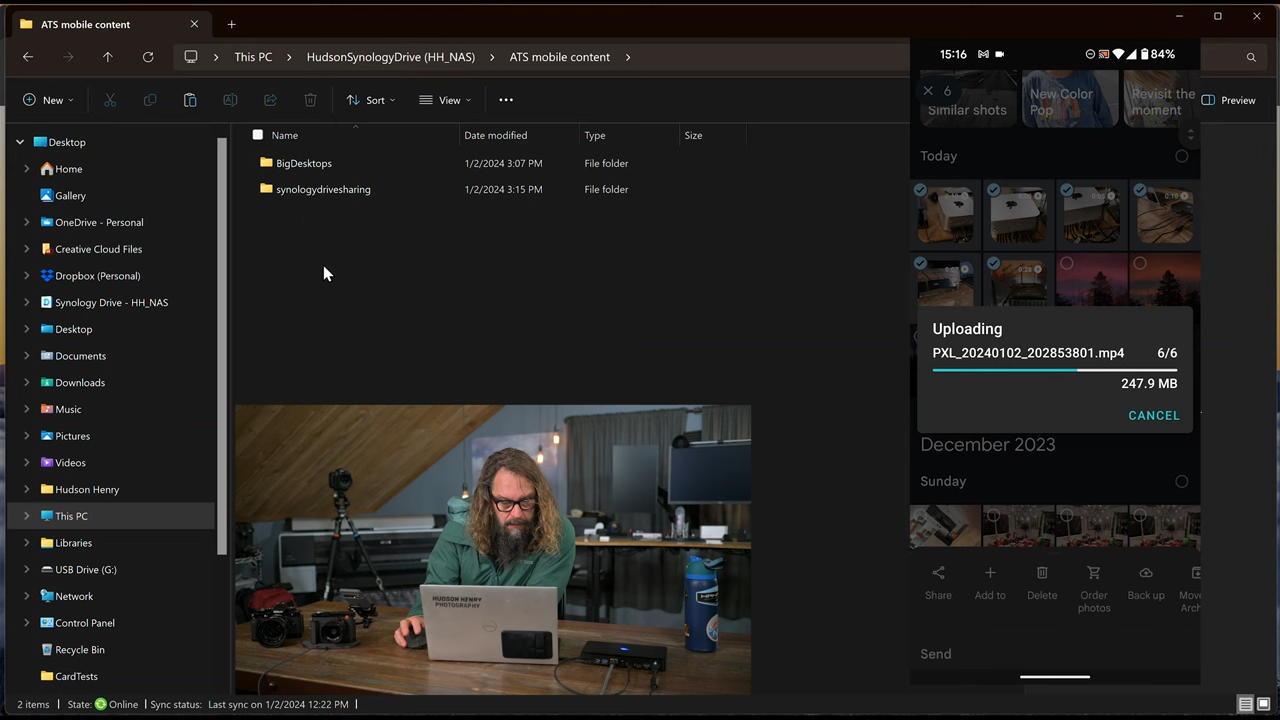 ATS mobile content
This PC
HudsonSynologyDrive (HH_NAS)
ATS mobile content
New
Sort
View
Preview
Desktop
Home
Gallery
OneDrive - Personal
Creative Cloud Files
Dropbox (Personal)
Synology Drive - HH_NAS
Desktop
Documents
Downloads
Music
Pictures
Videos
Hudson Henry
This PC
Libraries
USB Drive (G:)
Network
Control Panel
Recycle Bin
CardTests
Name
Date modified
Type
Size
BigDesktops
1/2/2024 3:07 PM
File folder
synologydrivesharing
1/2/2024 3:15 PM
File folder
HUDSON HENRY
PHOTOGRAPHY
15:16
84%
6
Similar shots
New Color
Pop
Revisit the
moment
Today
Uploading
PXL_20240102_202853801.mp4
6/6
247.9 MB
CANCEL
December 2023
Sunday
Share
Add to
Delete
Order
photos
Back up
Move
Arch
Send
2 items
State:
Online
Sync status:
Last sync on 1/2/2024 12:22 PM